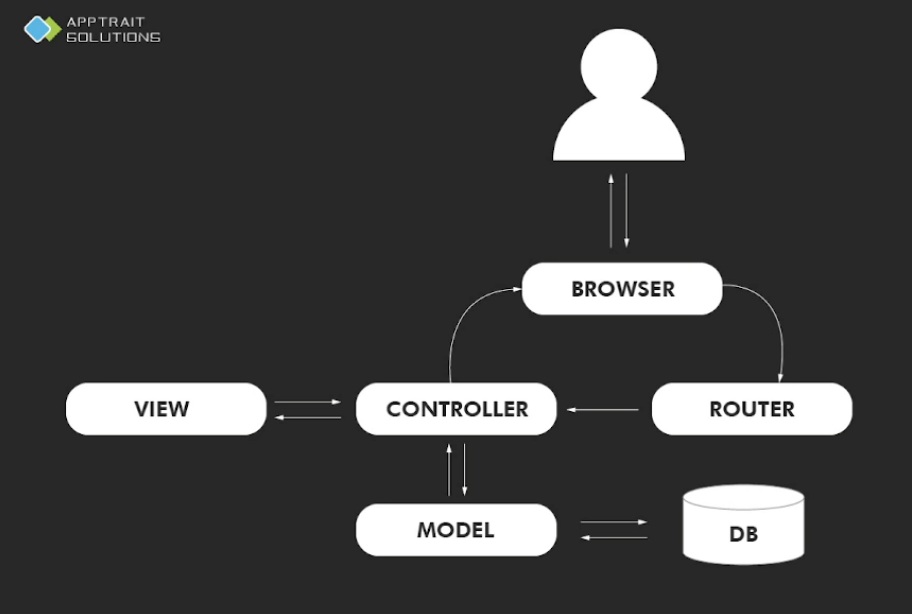 APPTRAIT
SOLUTIONS
BROWSER
VIEW
CONTROLLER
ROUTER
MODEL
DB